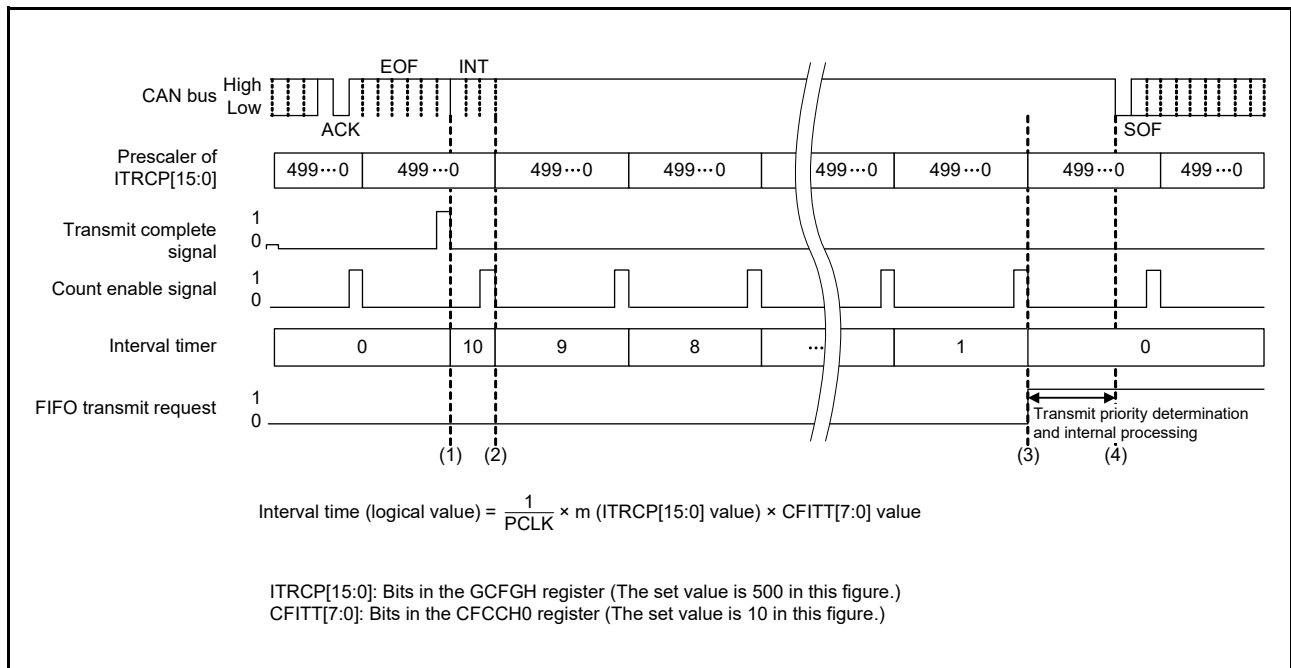 EOF INT
CAN bus High
Low
ACK
SOF
Prescaler of
ITRCP[15:0]
499···0 499···0 499···0 499···0 499···0 499···0 499···0 499···0
Transmit complete
signal
1
0
Count enable signal
1
0
Interval timer
0 10 9 8 ··· 1 0
FIFO transmit request
1
0
Transmit priority determination
and internal processing
(1) (2) (3) (4)
Interval time (logical value) = 1/PCLK × m (ITRCP[15:0] value) × CFITT[7:0] value
ITRCP[15:0]: Bits in the GCFGH register (The set value is 500 in this figure.)
CFITT[7:0]: Bits in the CFCCH0 register (The set value is 10 in this figure.)